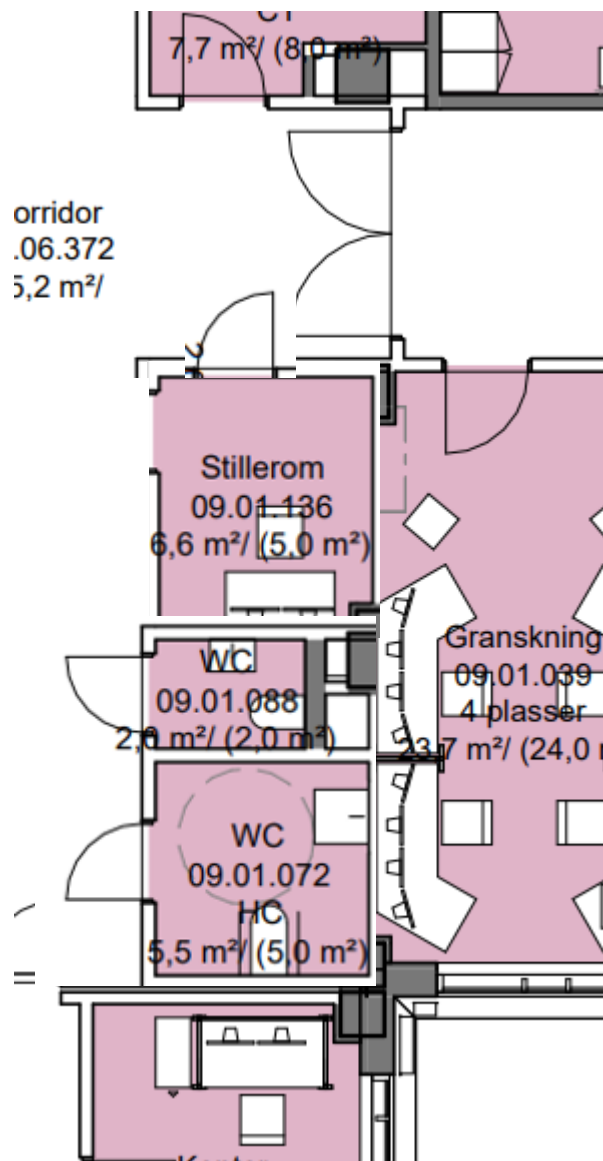 7,7 m²/ (8,0 m²)
orridor
.06.372
5,2 m²/
Stillerom
09.01.136
6,6 m²/ (5,0 m²)
WC
09.01.088
2,0 m²/ (2,0 m²)
Granskning
09.01.039
4 plasser
23,7 m²/ (24,0
WC
09.01.072
HC
5,5 m²/ (5,0 m²)